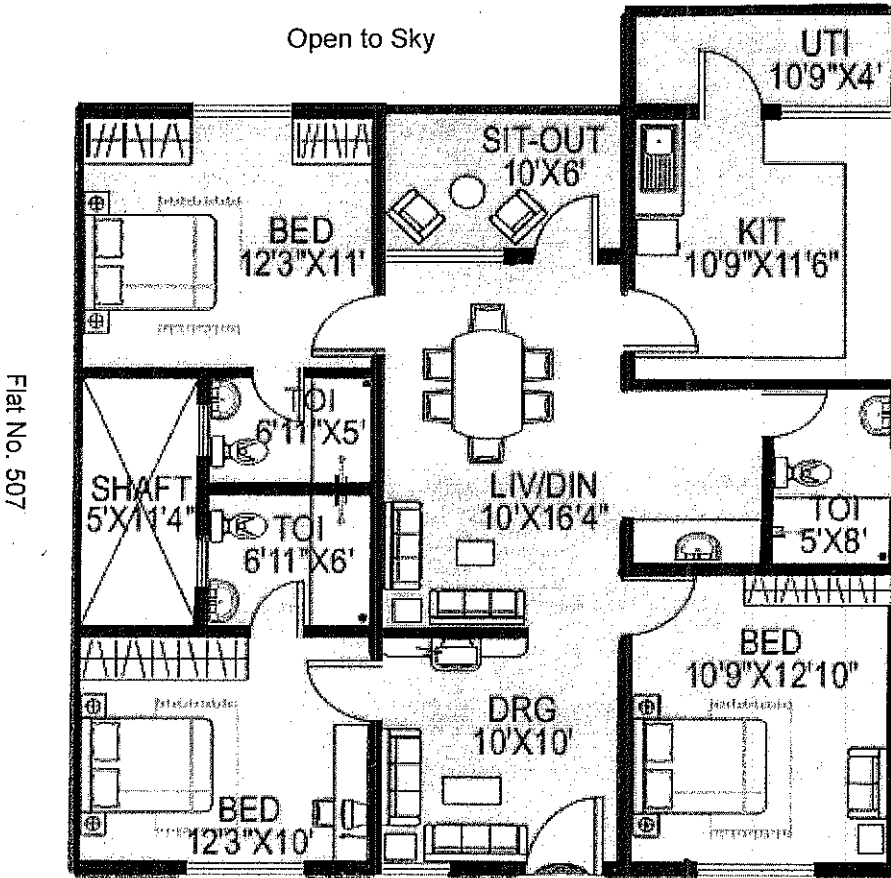 Open to Sky
UTI
10'9"X4'
SIT-OUT
10'X6'
BED
12'3"X11'
KIT
10'9"X11'6"
TOI
6'11"X5'
SHAFT
5'X11'4"
LIV/DIN
10'X16'4"
TOI
5'X8'
TOI
6'11"X6'
BED
10'9"X12'10"
DRG
10'X10'
BED
12'3"X10'
Flat No. 507